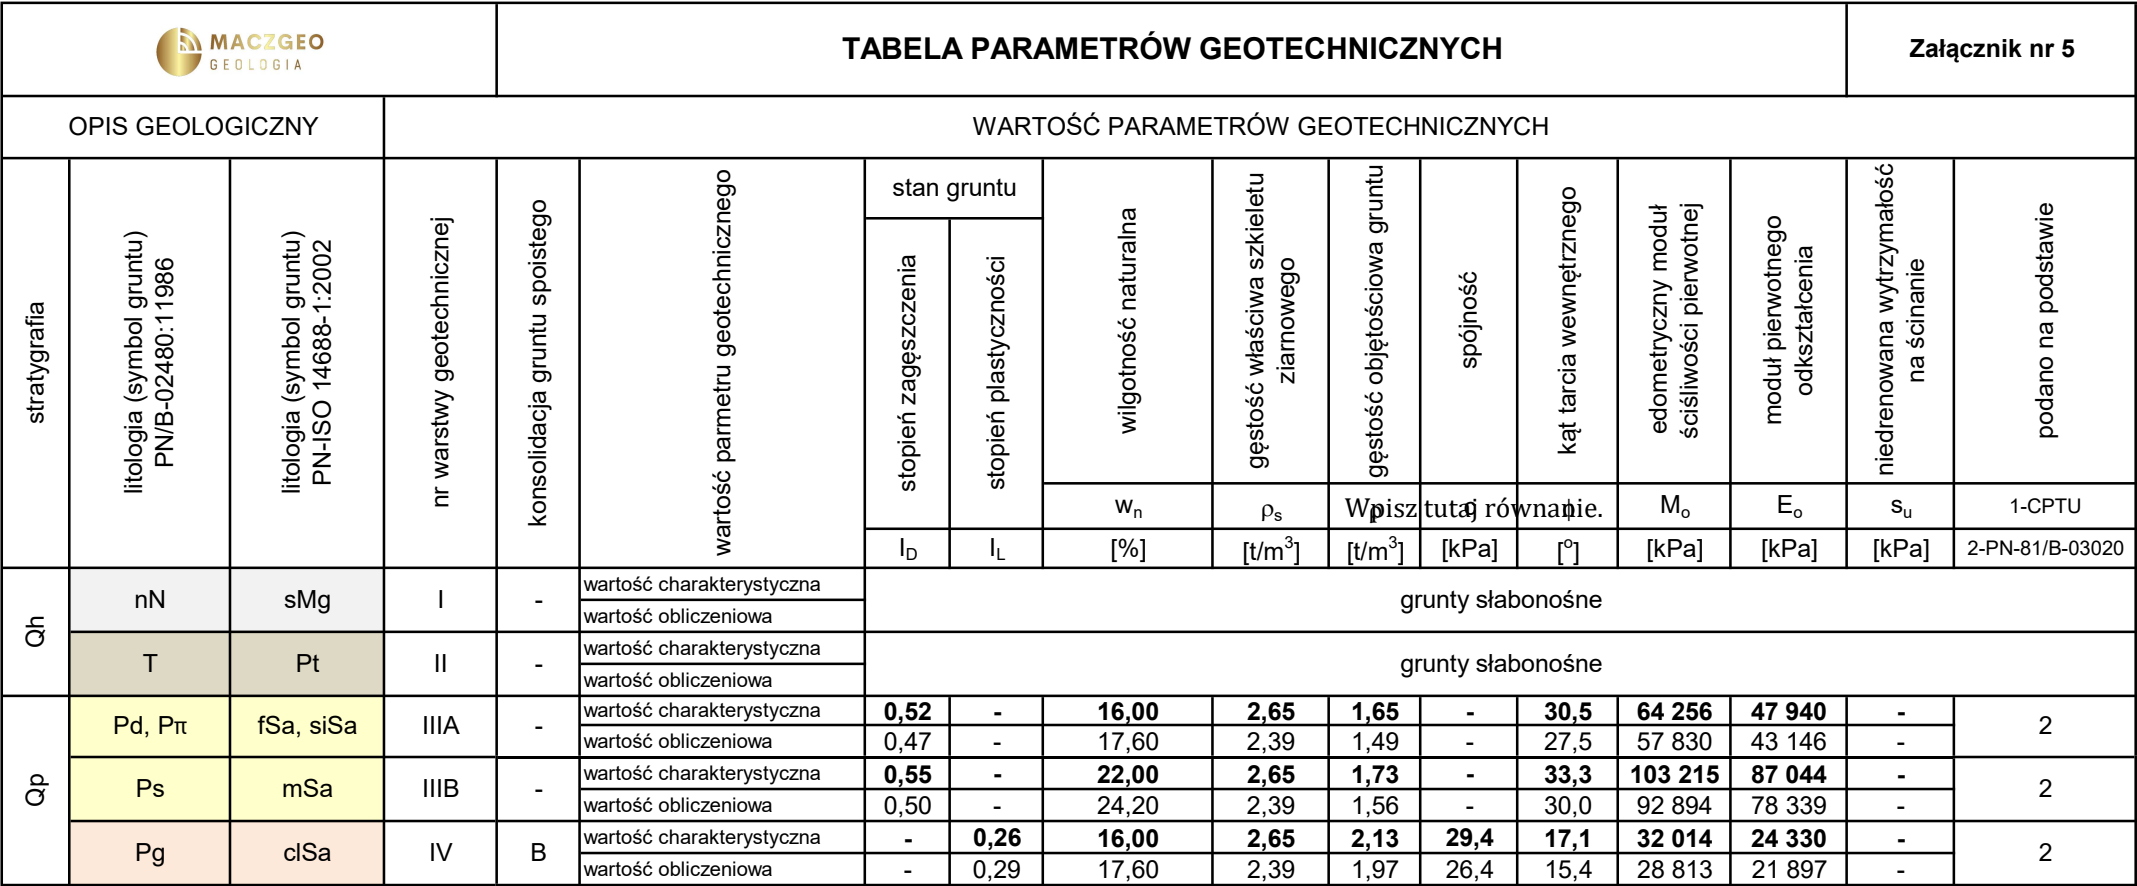 MACZGEO
GEOLOGIA
TABELA PARAMETRÓW GEOTECHNICZNYCH
Załącznik nr 5
OPIS GEOLOGICZNY
WARTOŚĆ PARAMETRÓW GEOTECHNICZNYCH
stratygrafia
litologia (symbol gruntu)
PN/B-02480:11986
litologia (symbol gruntu)
PN-ISO 14688-1:2002
nr warstwy geotechnicznej
konsolidacja gruntu spoistego
wartość parmetru geotechnicznego
stan gruntu
stopień zagęszczenia
stopień plastyczności
wilgotność naturalna
gęstość właściwa szkieletu
ziarnowego
gęstość objętościowa gruntu
spójność
kąt tarcia wewnętrznego
edometryczny moduł
ściśliwości pierwotnej
moduł pierwotnego
odkształcenia
niedrenowana wytrzymałość
na ścinanie
podano na podstawie
wn ρs Wpisz tutaj równanie. Mo Eo su 1-CPTU
ID IL [%] [t/m³] [t/m³] [kPa] [°] [kPa] [kPa] [kPa] 2-PN-81/B-03020
Qh
nN sMg I -
wartość charakterystyczna
wartość obliczeniowa
grunty słabonośne
T Pt II -
wartość charakterystyczna
wartość obliczeniowa
grunty słabonośne
Qp
Pd, Pπ fSa, siSa IIIA -
wartość charakterystyczna 0,52 - 16,00 2,65 1,65 - 30,5 64 256 47 940 -
wartość obliczeniowa 0,47 - 17,60 2,39 1,49 - 27,5 57 830 43 146 -
2
Ps mSa IIIB -
wartość charakterystyczna 0,55 - 22,00 2,65 1,73 - 33,3 103 215 87 044 -
wartość obliczeniowa 0,50 - 24,20 2,39 1,56 - 30,0 92 894 78 339 -
2
Pg clSa IV B
wartość charakterystyczna - 0,26 16,00 2,65 2,13 29,4 17,1 32 014 24 330 -
wartość obliczeniowa - 0,29 17,60 2,39 1,97 26,4 15,4 28 813 21 897 -
2